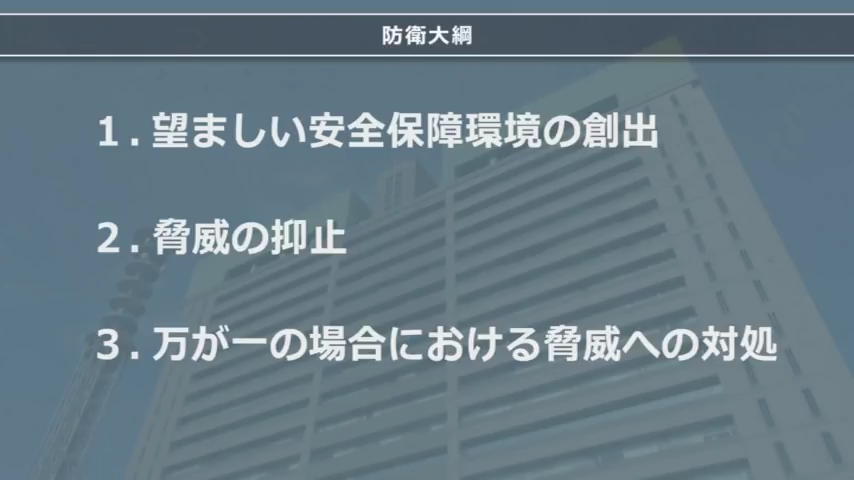 防衛大綱
１．望ましい安全保障環境の創出
２．脅威の抑止
３．万が一の場合における脅威への対処